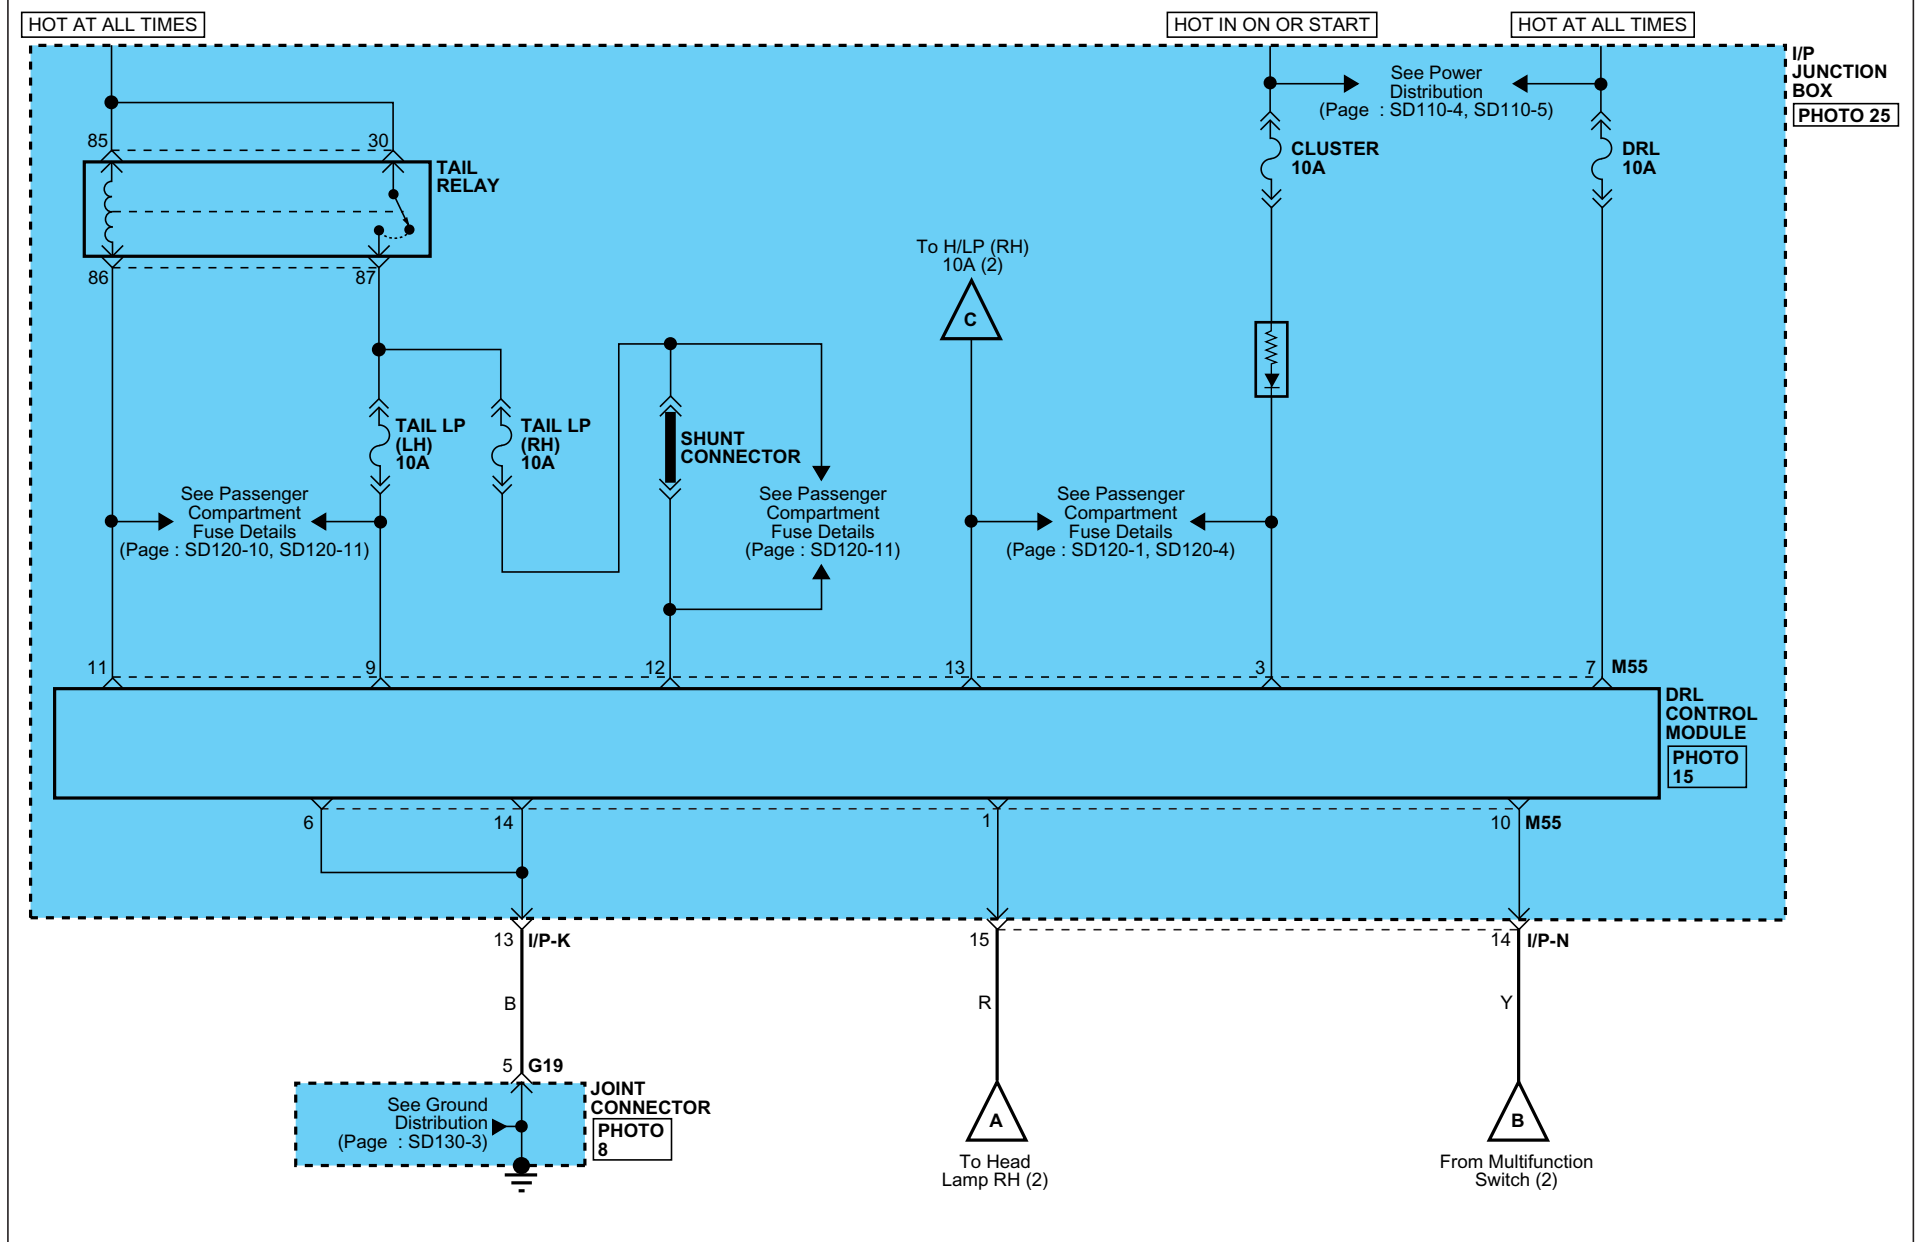 HOT AT ALL TIMES
HOT IN ON OR START
HOT AT ALL TIMES
I/P
JUNCTION
BOX
PHOTO 25
See Power
Distribution
(Page : SD110-4, SD110-5)
85
30
TAIL
RELAY
CLUSTER
10A
DRL
10A
86
87
To H/LP (RH)
10A (2)
C
TAIL LP
(LH)
10A
TAIL LP
(RH)
10A
SHUNT
CONNECTOR
See Passenger
Compartment
Fuse Details
(Page : SD120-10, SD120-11)
See Passenger
Compartment
Fuse Details
(Page : SD120-11)
See Passenger
Compartment
Fuse Details
(Page : SD120-1, SD120-4)
11
9
12
13
3
7
M55
DRL
CONTROL
MODULE
PHOTO
15
6
14
1
10
M55
13
I/P-K
15
14
I/P-N
B
R
Y
5
G19
JOINT
CONNECTOR
PHOTO
8
See Ground
Distribution
(Page : SD130-3)
A
To Head
Lamp RH (2)
B
From Multifunction
Switch (2)